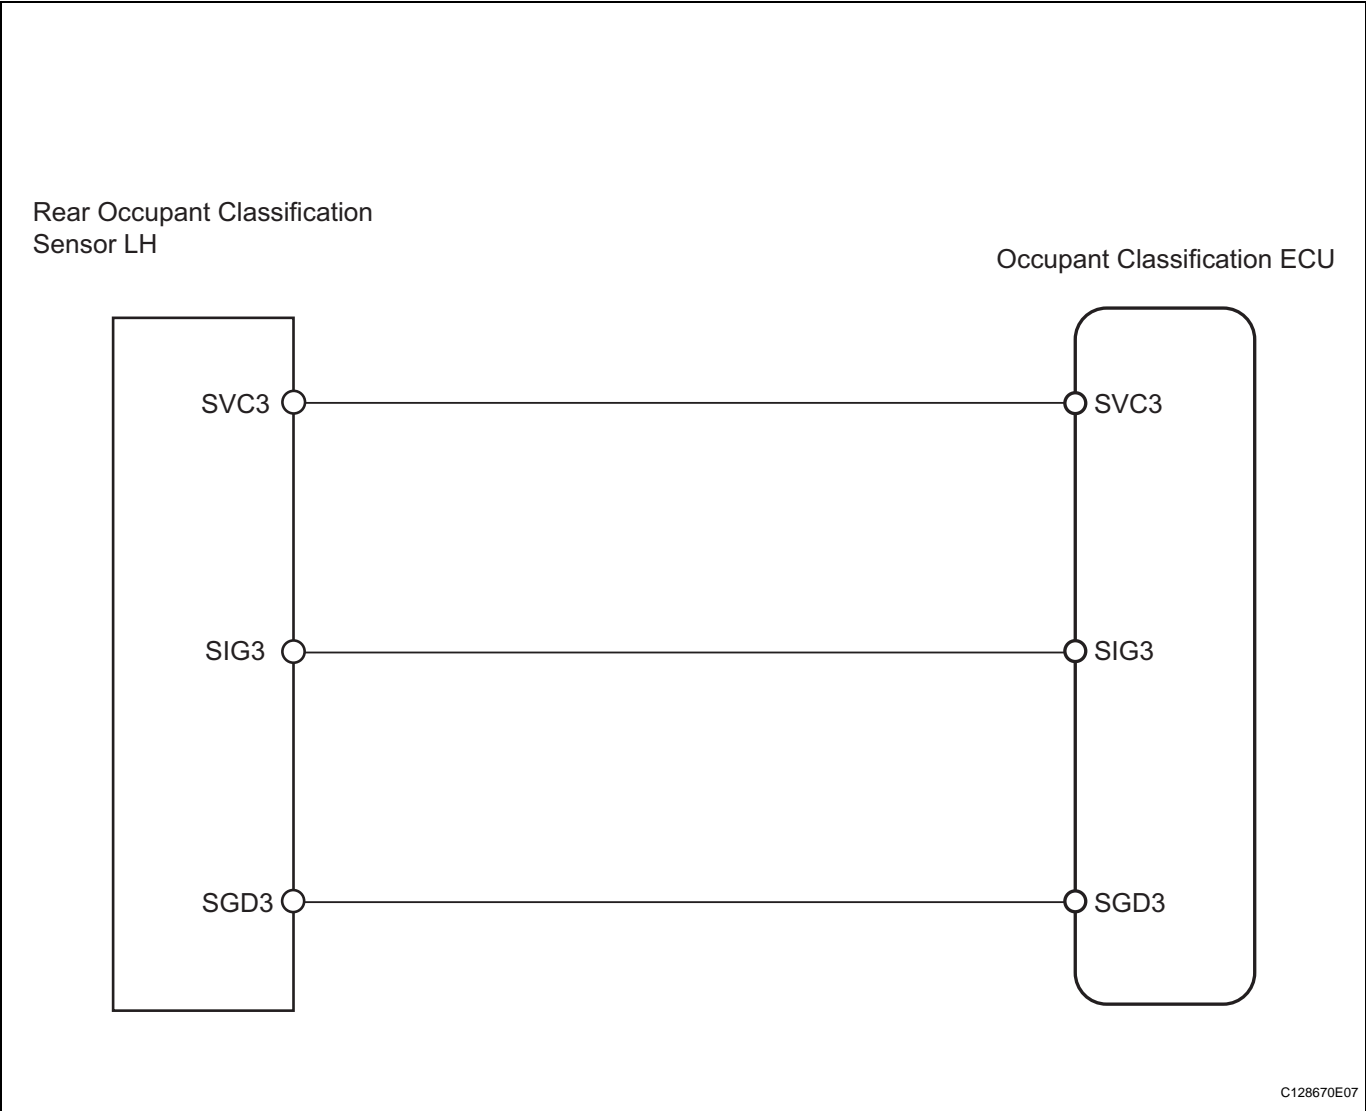 Rear Occupant Classification
Sensor LH
Occupant Classification ECU
SVC3
SVC3
SIG3
SIG3
SGD3
SGD3
C128670E07